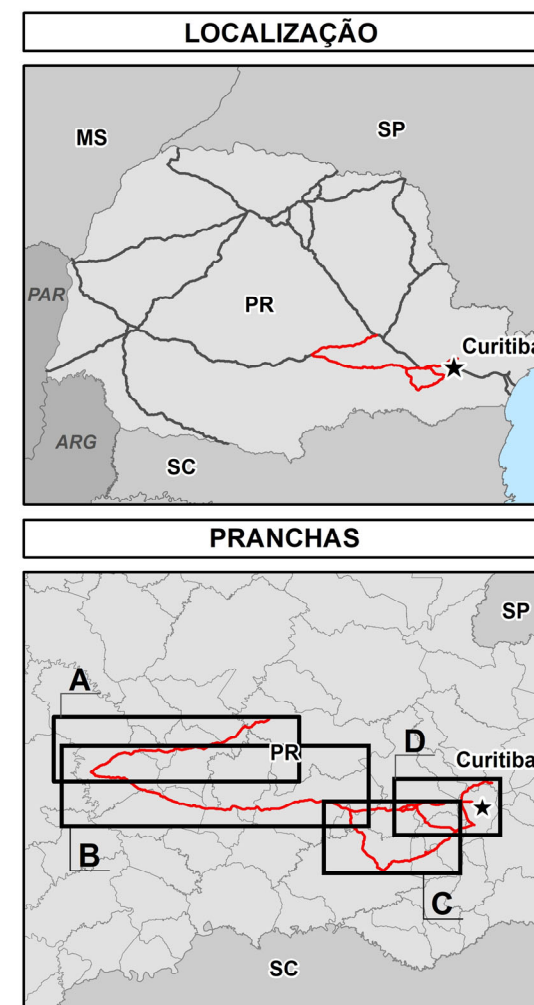 LOCALIZAÇÃO
MS
SP
PAR
PR
Curitiba
ARG
SC
PRANCHAS
SP
A
PR
D
Curitiba
B
C
SC